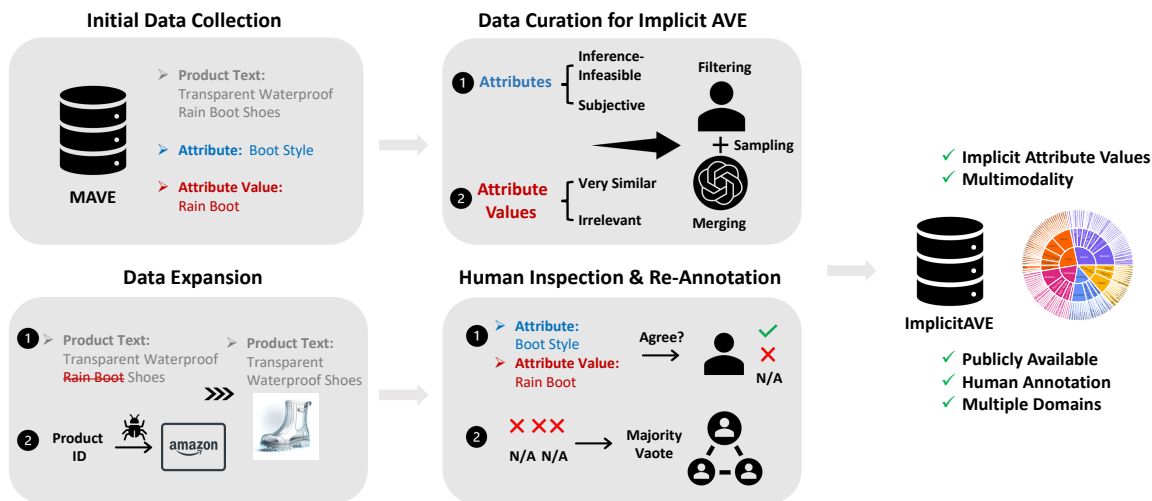 Initial Data Collection
Product Text:
Transparent Waterproof
Rain Boot Shoes
Attribute: Boot Style
Attribute Value:
Rain Boot
MAVE
Data Curation for Implicit AVE
1 Attributes
Inference-
Infeasible
Subjective
Filtering
+ Sampling
2 Attribute
Values
Very Similar
Irrelevant
Merging
Data Expansion
1
Product Text:
Transparent Waterproof
Rain Boot Shoes
Product Text:
Transparent
Waterproof Shoes
2 Product
ID
amazon
Human Inspection & Re-Annotation
1
Attribute:
Boot Style
Attribute Value:
Rain Boot
Agree?
N/A
2
N/A N/A
Majority
Vaote
Implicit Attribute Values
Multimodality
ImplicitAVE
Publicly Available
Human Annotation
Multiple Domains